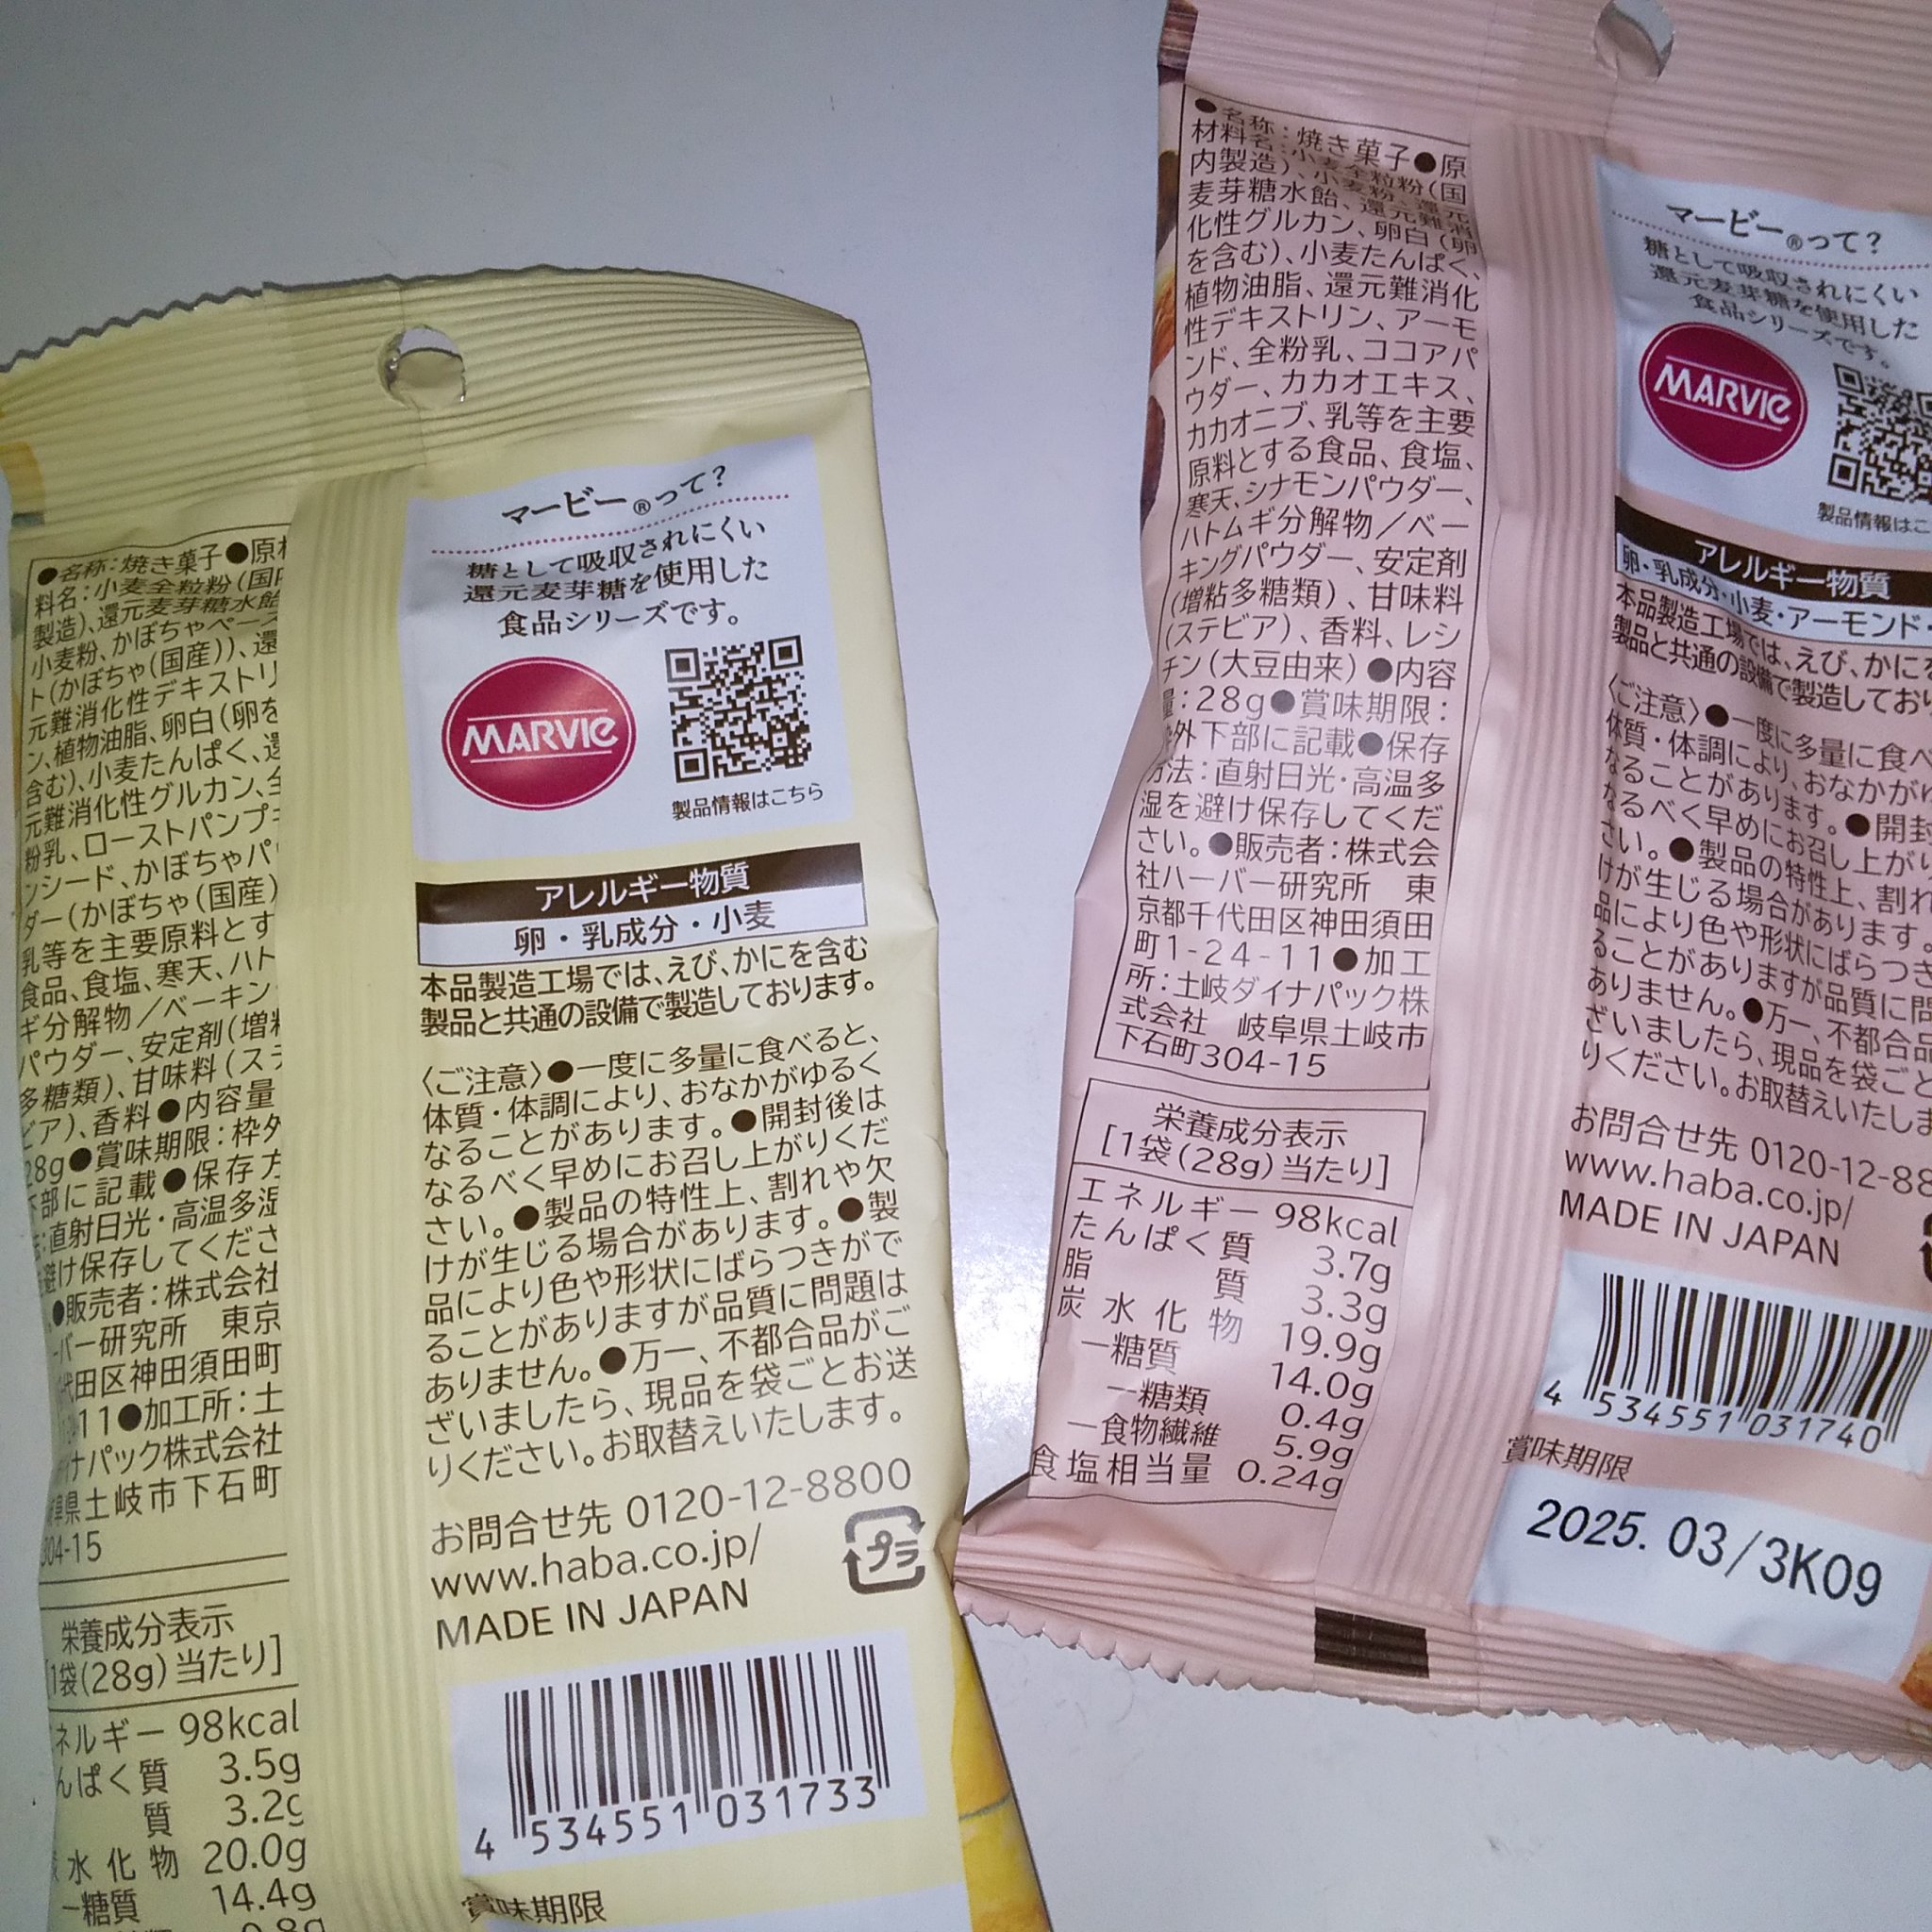 ●名称：焼き菓子●原
料名：小麦全粒粉(国
製造)、還元麦芽糖水飴
小麦粉、かぼちゃペース
ト(かぼちゃ(国産))、還
元難消化性デキストリ
ン、植物油脂、卵白(卵を
含む)、小麦たんぱく、還
元難消化性グルカン、全
粉乳、ローストパンプキ
ンシード、かぼちゃパ
ダー(かぼちゃ(国産)
乳等を主要原料とす
食品、食塩、寒天、ハト
ギ分解物／ベーキン
パウダー、安定剤(増粘
多糖類)、甘味料(ステ
ビア)、香料●内容量
28g●賞味期限：枠外
下部に記載●保存方
法：直射日光・高温多湿
避け保存してくださ
●販売者：株式会社
ーバー研究所　東京
代田区神田須田町
11●加工所：土
イナパック株式会社
阜県土岐市下石町
304-15
栄養成分表示
[1袋(28g)当たり]
ネルギー 98kcal
んぱく質 3.5g
質 3.2g
水化物 20.0g
―糖質 14.4g
マービー®って？
糖として吸収されにくい
還元麦芽糖を使用した
食品シリーズです。
MARVIE
製品情報はこちら
アレルギー物質
卵・乳成分・小麦
本品製造工場では、えび、かにを含む
製品と共通の設備で製造しております。
〈ご注意〉●一度に多量に食べると、
体質・体調により、おなかがゆるく
なることがあります。●開封後は
なるべく早めにお召し上がりくだ
さい。●製品の特性上、割れや欠
けが生じる場合があります。●製
品により色や形状にばらつきがで
ることがありますが品質に問題は
ありません。●万一、不都合品がご
ざいましたら、現品を袋ごとお送
りください。お取替えいたします。
お問合せ先 0120-12-8800
www.haba.co.jp/
MADE IN JAPAN
プラ
4 534551 031733
賞味期限
●名称：焼き菓子●原
材料名：小麦全粒粉(国
内製造)、小麦粉、還元
麦芽糖水飴、還元難消
化性グルカン、卵白(卵
を含む)、小麦たんぱく、
植物油脂、還元難消化
性デキストリン、アーモ
ンド、全粉乳、ココアパ
ウダー、カカオエキス、
カカオニブ、乳等を主要
原料とする食品、食塩、
寒天、シナモンパウダー、
ハトムギ分解物／ベー
キングパウダー、安定剤
(増粘多糖類)、甘味料
(ステビア)、香料、レシ
チン(大豆由来)●内容
量：28g●賞味期限：
枠外下部に記載●保存
方法：直射日光・高温多
湿を避け保存してくだ
さい。●販売者：株式会
社ハーバー研究所　東
京都千代田区神田須田
町1-24-11●加工
所：土岐ダイナパック株
式会社　岐阜県土岐市
下石町304-15
栄養成分表示
[1袋(28g)当たり]
エネルギー 98kcal
たんぱく質 3.7g
脂質 3.3g
炭水化物 19.9g
―糖質 14.0g
―糖類 0.4g
―食物繊維 5.9g
食塩相当量 0.24g
マービー®って？
糖として吸収されにくい
還元麦芽糖を使用した
食品シリーズです。
MARVIE
製品情報はこ
アレルギー物質
卵・乳成分・小麦・アーモンド・
本品製造工場では、えび、かにを
製品と共通の設備で製造しており
〈ご注意〉●一度に多量に食べ
体質・体調により、おなかがゆ
なることがあります。●開封
なるべく早めにお召し上がり
さい。●製品の特性上、割れ
けが生じる場合があります。
品により色や形状にばらつき
ることがありますが品質に問
ありません。●万一、不都合品
ざいましたら、現品を袋ごと
りください。お取替えいたしま
お問合せ先 0120-12-88
www.haba.co.jp/
MADE IN JAPAN
4 534551 031740
賞味期限
2025. 03/3K09